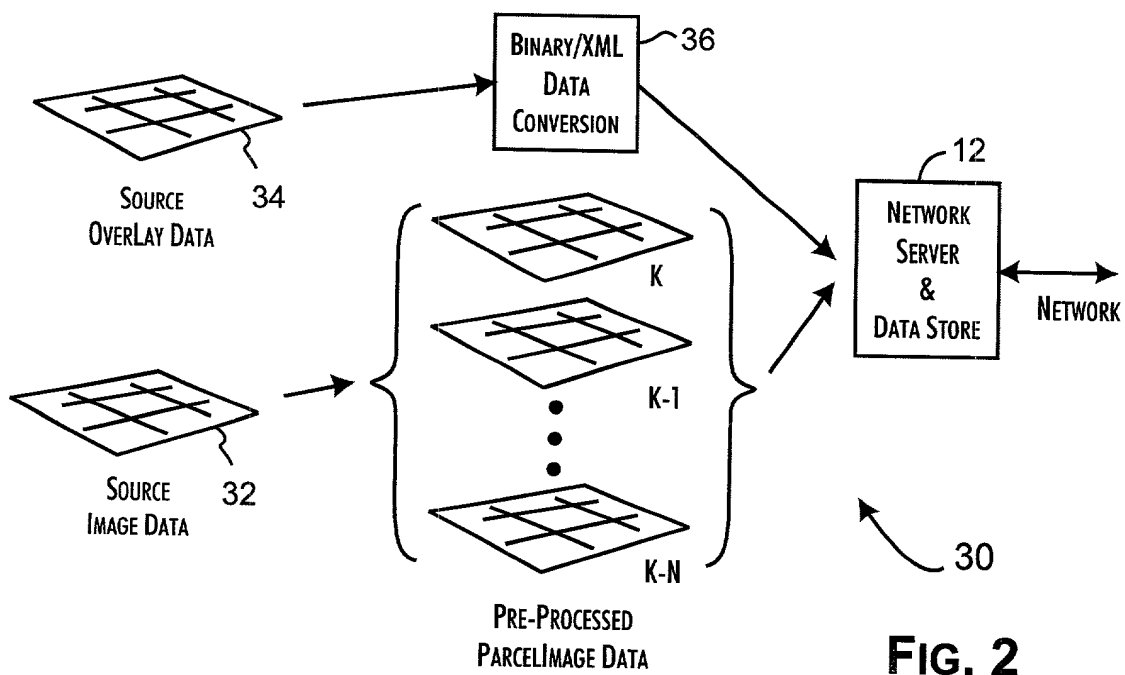 BINARY/XML
DATA
CONVERSION
36
34
SOURCE
OVERLAY DATA
12
NETWORK
SERVER
&
DATA STORE
NETWORK
K
K-1
K-N
32
SOURCE
IMAGE DATA
PRE-PROCESSED
PARCELIMAGE DATA
30
FIG. 2